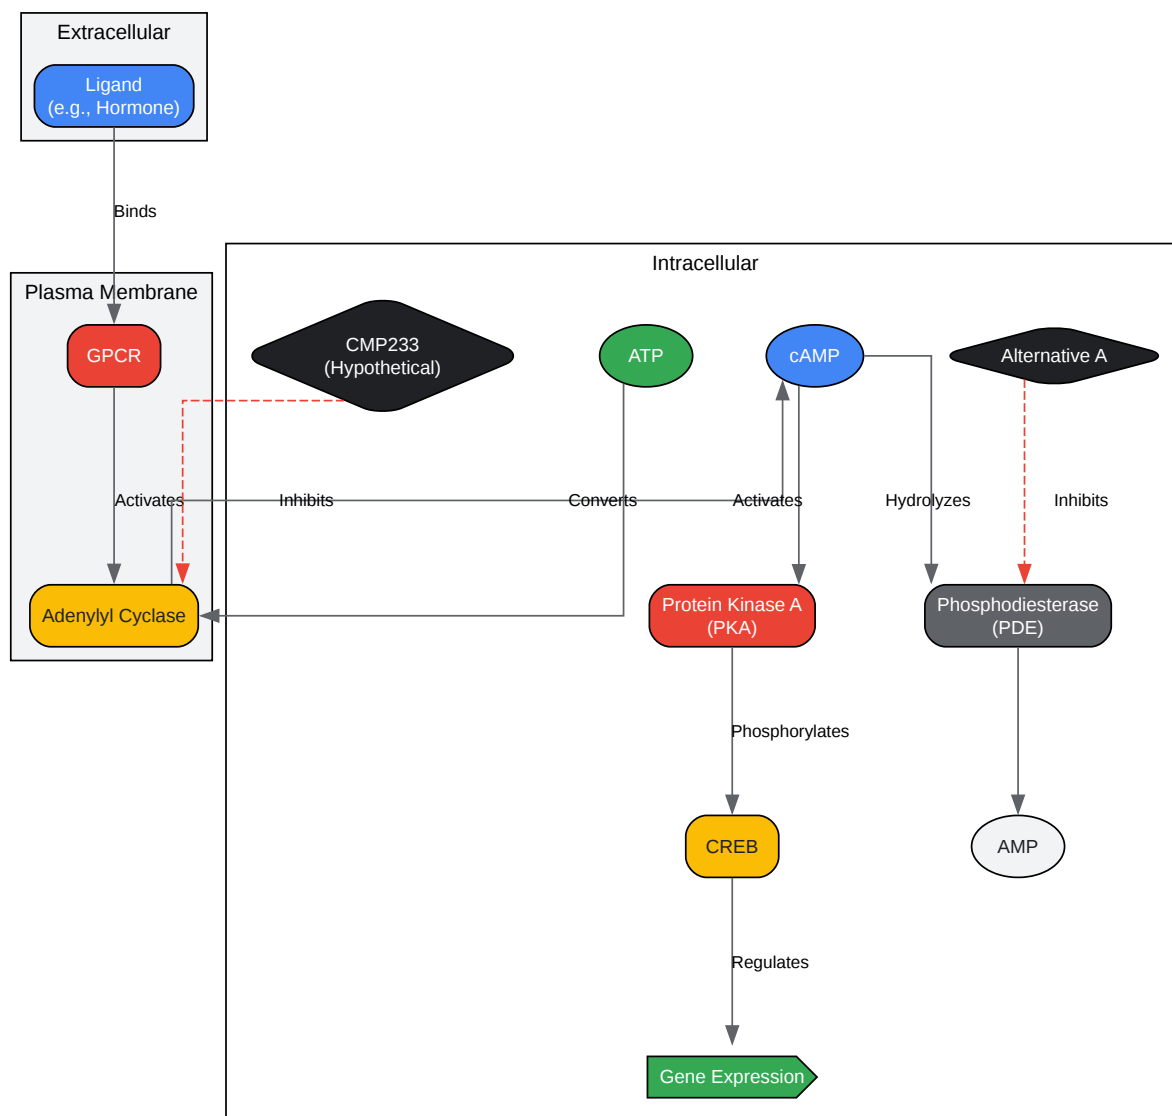 Extracellular
Ligand
(e.g., Hormone)
Binds
Intracellular
Plasma Membrane
GPCR
CMP233
(Hypothetical)
ATP
cAMP
Alternative A
Activates
Inhibits
Converts
Activates
Hydrolyzes
Inhibits
Adenylyl Cyclase
Protein Kinase A
(PKA)
Phosphodiesterase
(PDE)
Phosphorylates
CREB
AMP
Regulates
Gene Expression